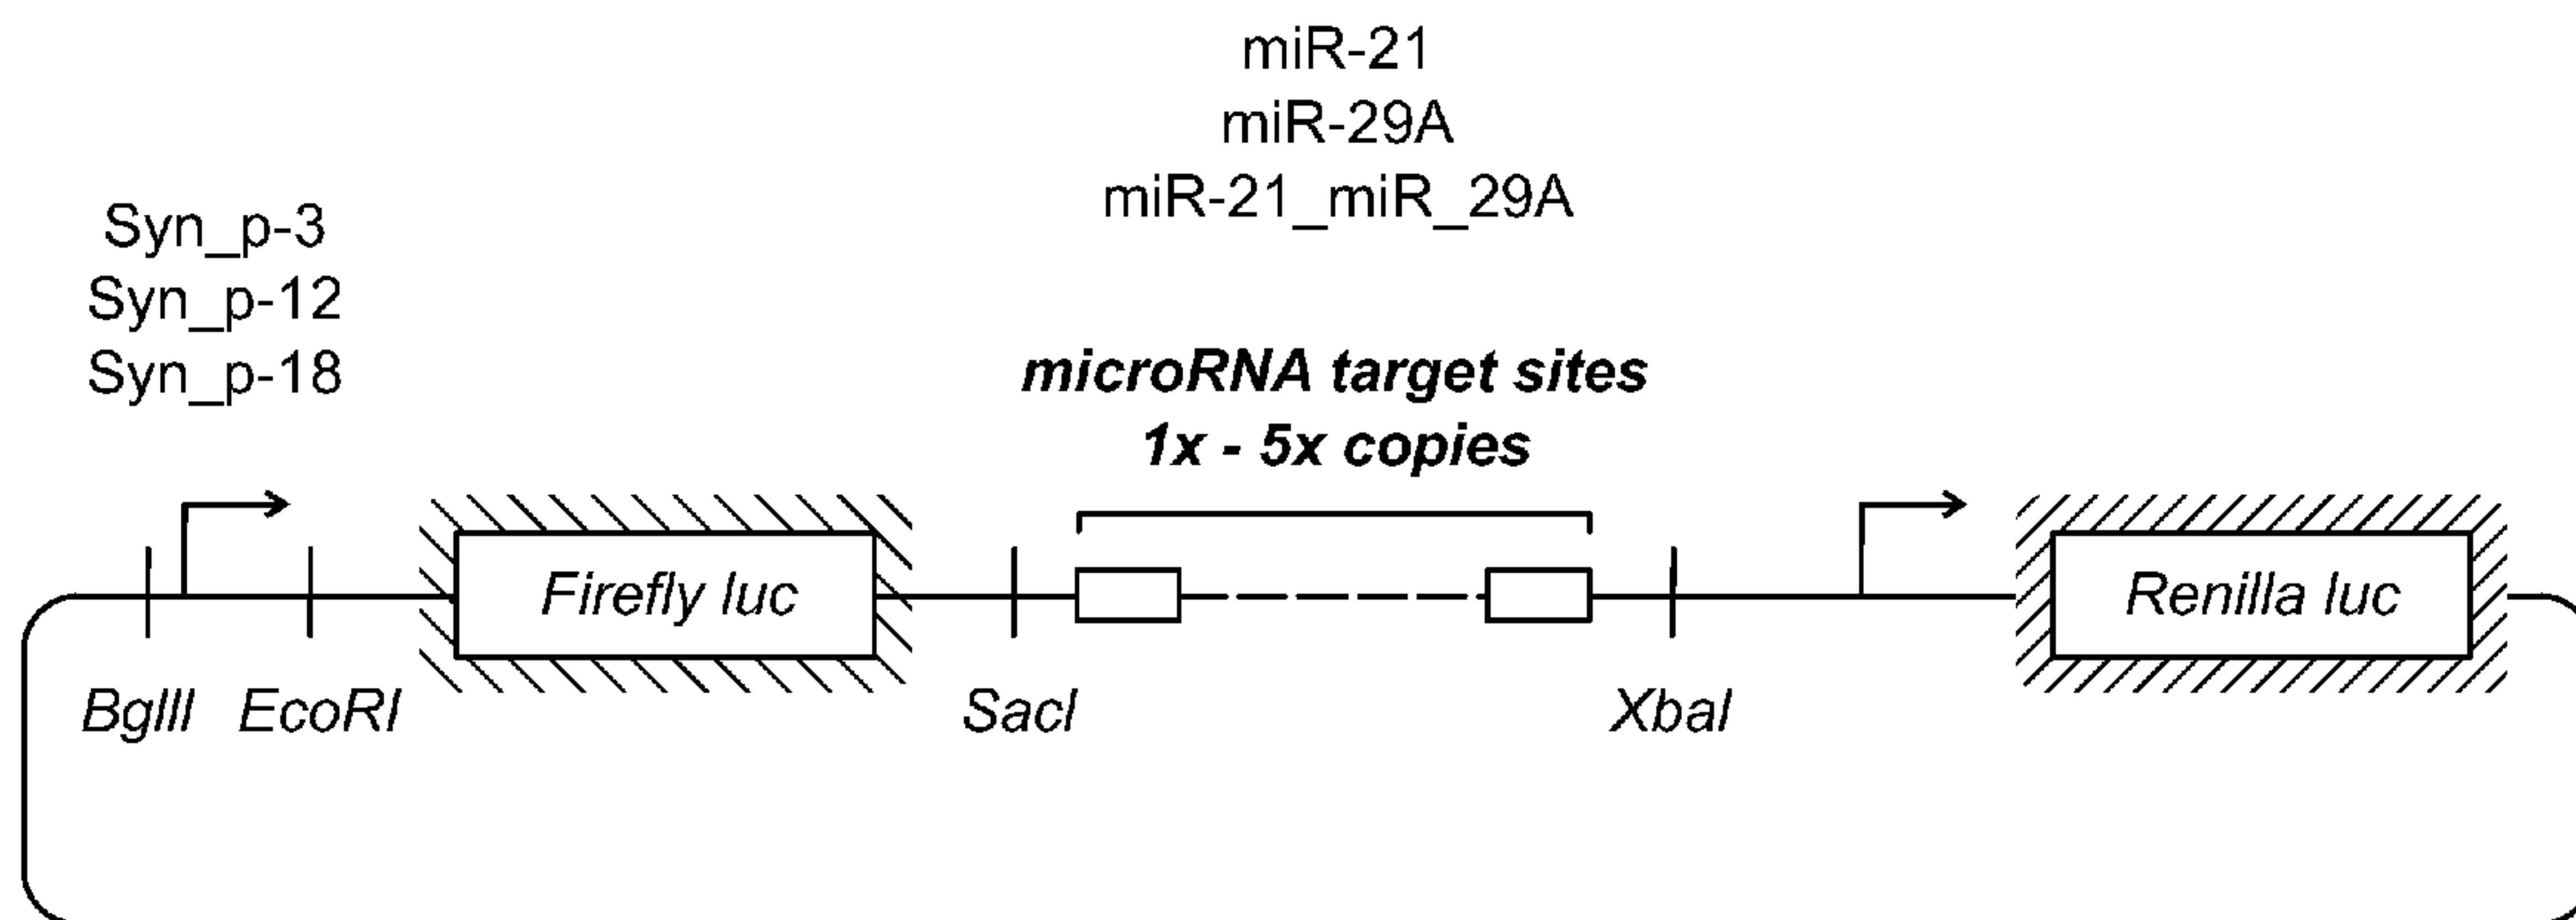 miR-21
miR-29A
miR-21_miR_29A
Syn_p-3
Syn_p-12
Syn_p-18
microRNA target sites
1x - 5x copies
Firefly luc
Renilla luc
BglII
EcoRI
SacI
XbaI